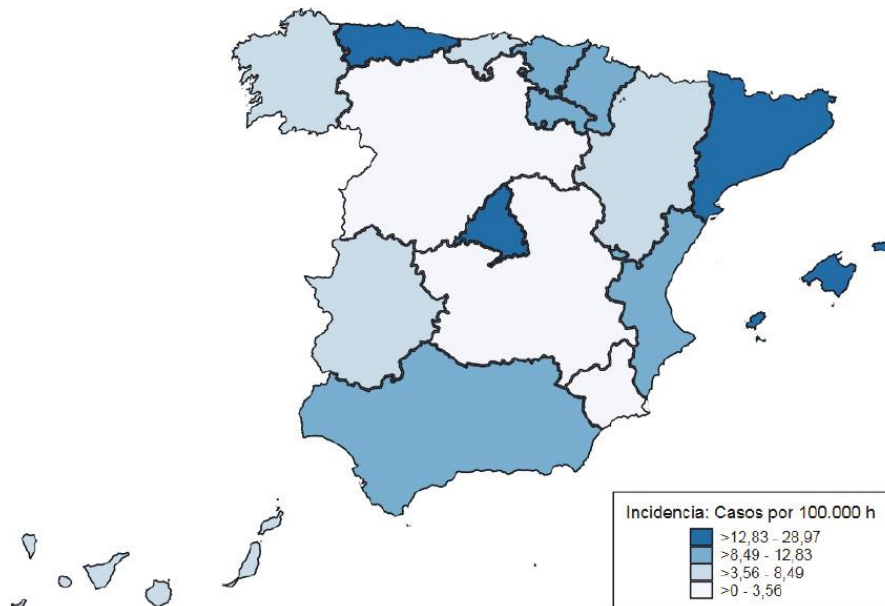 Incidencia: Casos por 100.000 h
>12,83 - 28,97
>8,49 - 12,83
>3,56 - 8,49
>0 - 3,56